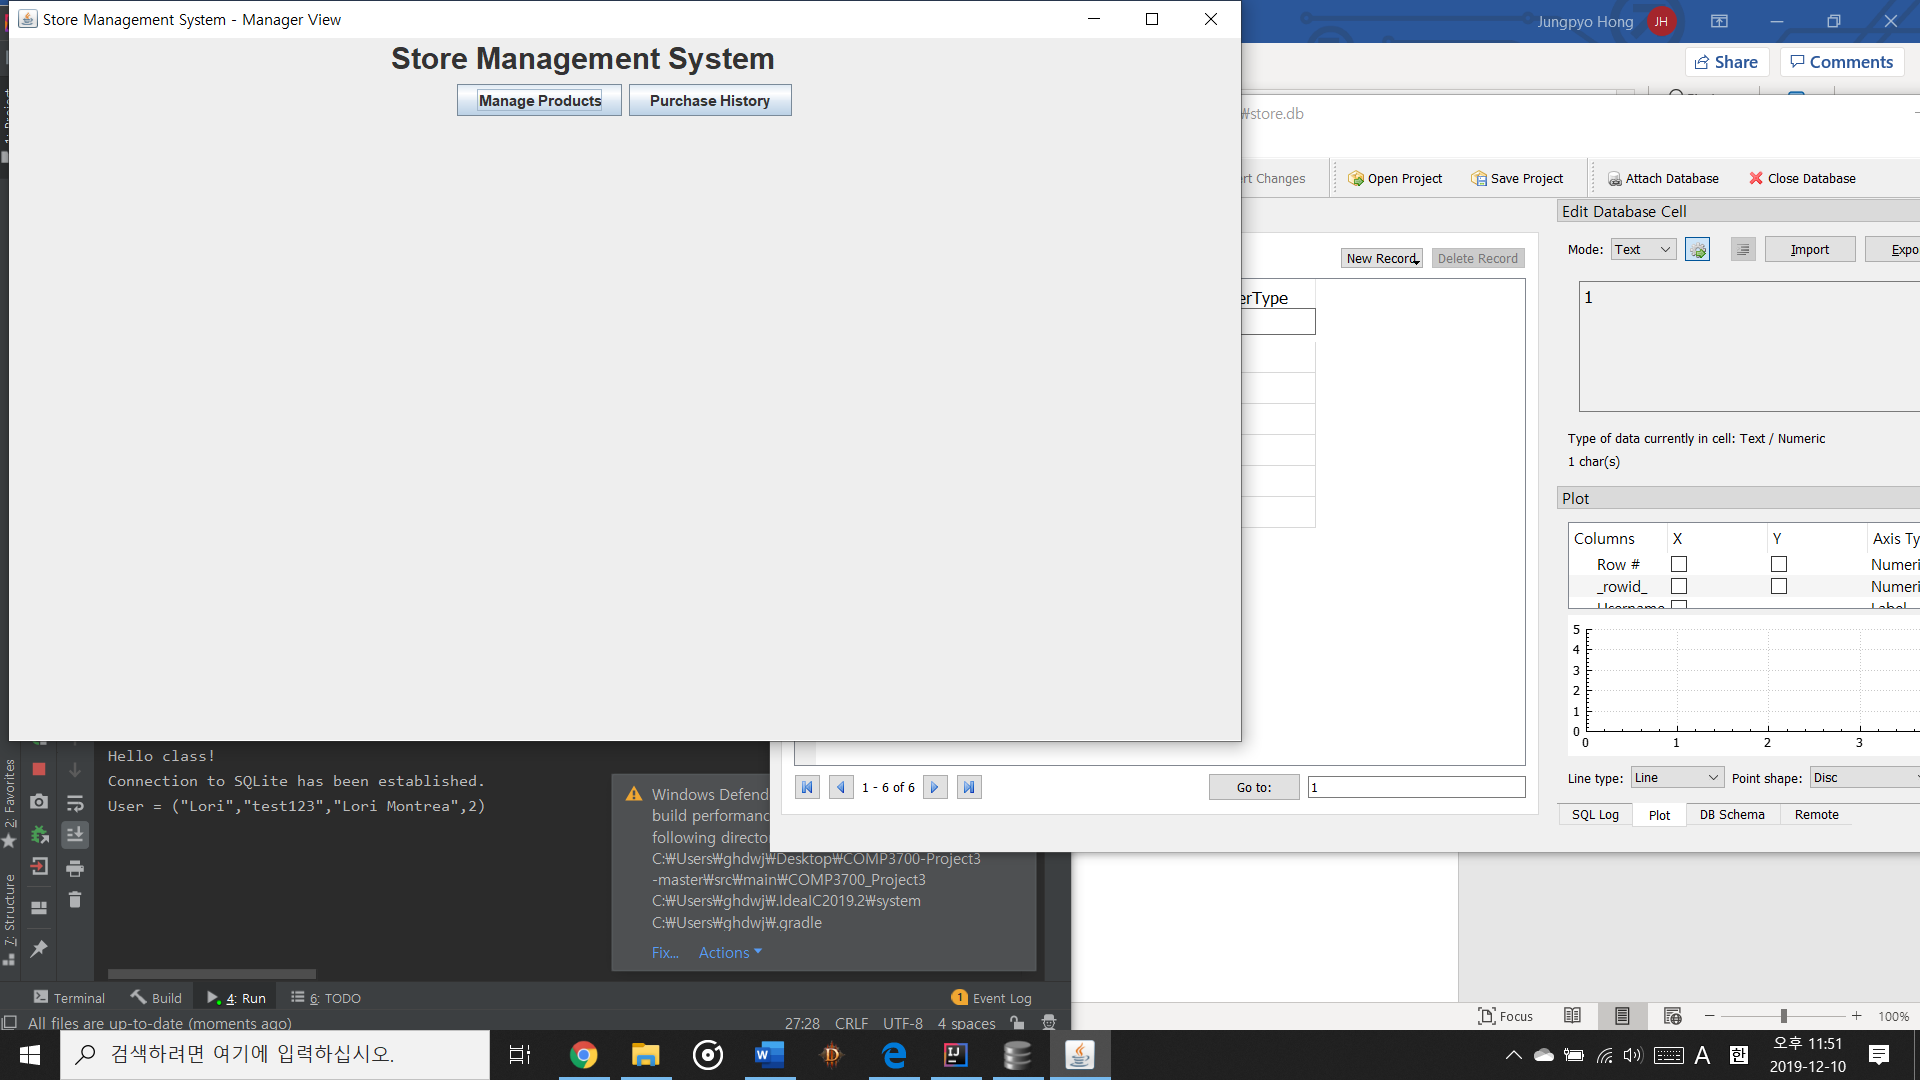 Store Management System - Manager View
Store Management System
Manage Products
Purchase History
Jungpyo Hong
JH
Share
Comments
₩store.db
Changes
Open Project
Save Project
Attach Database
Close Database
Edit Database Cell
Mode:
Text
Import
New Record
Delete Record
1
Type of data currently in cell: Text / Numeric
1 char(s)
Plot
Columns
X
Y
Row #
_rowid_
5
4
3
2
1
0
0
1
2
3
Line type:
Line
Point shape:
Disc
SQL Log
Plot
DB Schema
Remote
1 - 6 of 6
Go to:
1
Hello class!
Connection to SQLite has been established.
User = ("Lori","test123","Lori Montrea",2)
2: Favorites
7: Structure
Windows Defend
build performanc
following directo
C:₩Users₩ghdwj₩Desktop₩COMP3700-Project3
-master₩src₩main₩COMP3700_Project3
C:₩Users₩ghdwj₩.IdeaIC2019.2₩system
C:₩Users₩ghdwj₩.gradle
Fix...
Actions
Terminal
Build
4: Run
6: TODO
1
Event Log
All files are up-to-date (moments ago)
27:28
CRLF
UTF-8
4 spaces
Focus
100%
검색하려면 여기에 입력하십시오.
A
한
오후 11:51
2019-12-10